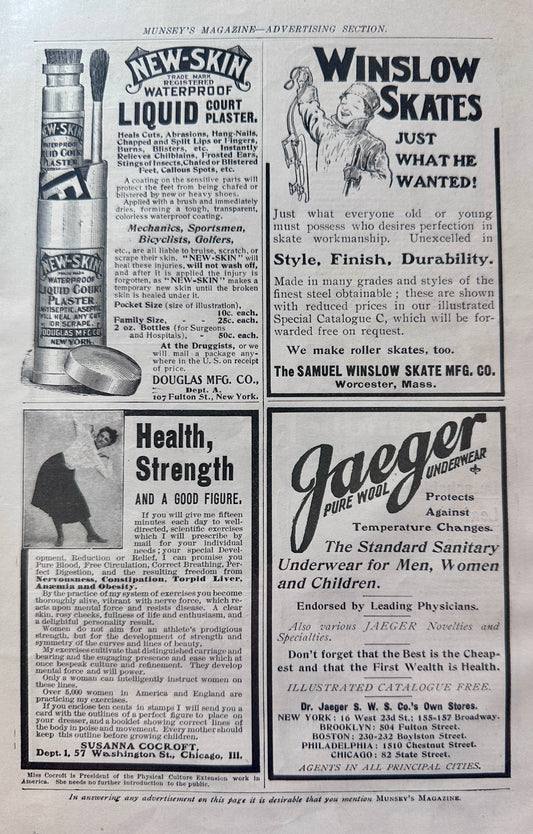 MUNSEY'S MAGAZINE—ADVERTISING SECTION.
NEW-SKIN
TRADE MARK
REGISTERED
WATERPROOF
LIQUID COURT PLASTER.
Heals Cuts, Abrasions, Hang-Nails,
Chapped and Split Lips or Fingers,
Burns, Blisters, etc. Instantly
Relieves Chilblains, Frosted Ears,
Stings of Insects, Chafed or Blistered
Feet, Callous Spots, etc.
A coating on the sensitive parts will
protect the feet from being chafed or
blistered by new or heavy shoes.
Applied with a brush and immediately
dries, forming a tough, transparent,
colorless waterproof coating.
Mechanics, Sportsmen,
Bicyclists, Golfers,
etc., are all liable to bruise, scratch, or
scrape their skin. "NEW-SKIN" will
heal these injuries, will not wash off,
and after it is applied the injury is
forgotten, as "NEW-SKIN" makes a
temporary new skin until the broken
skin is healed under it.
Pocket Size (size of illustration),
10c. each.
Family Size, 25c. each.
2 oz. Bottles (for Surgeons
and Hospitals), - 50c. each.
At the Druggists, or we
will mail a package any-
where in the U.S. on receipt
of price.
DOUGLAS MFG. CO.,
Dept. A.
107 Fulton St., New York.
NEW-SKIN
WATERPROOF
LIQUID COURT
PLASTER
NEW-SKIN
TRADE MARK
WATERPROOF
LIQUID COURT
PLASTER
ANTISEPTIC, ASEPTIC
WILL HEAL ANY CUT
OR SCRAPE.
DOUGLAS MFG. CO.
NEW YORK.
WINSLOW
SKATES
JUST
WHAT HE
WANTED!
Just what everyone old or young
must possess who desires perfection in
skate workmanship. Unexcelled in
Style, Finish, Durability.
Made in many grades and styles of the
finest steel obtainable; these are shown
with reduced prices in our illustrated
Special Catalogue C, which will be for-
warded free on request.
We make roller skates, too.
The SAMUEL WINSLOW SKATE MFG. CO.
Worcester, Mass.
Health,
Strength
AND A GOOD FIGURE.
If you will give me fifteen
minutes each day to well-
directed, scientific exercises
which I will prescribe by
mail for your individual
needs; your special Devel-
opment, Reduction or Relief, I can promise you
Pure Blood, Free Circulation, Correct Breathing, Per-
fect Digestion, and the resulting freedom from
Nervousness, Constipation, Torpid Liver,
Anæmia and Obesity.
By the practice of my system of exercises you become
thoroughly alive, vibrant with nerve force, which re-
acts upon mental force and resists disease. A clear
skin, rosy cheeks, fullness of life and enthusiasm, and
a delightful personality result.
Women do not aim for an athlete's prodigious
strength, but for the development of strength and
symmetry of the curves and lines of beauty.
My exercises cultivate that distinguished carriage and
bearing and the engaging presence and ease which at
once bespeak culture and refinement. They develop
mental force and will power.
Only a woman can intelligently instruct women on
these lines.
Over 5,000 women in America and England are
practicing my exercises.
If you enclose ten cents in stamps I will send you a
card with the outlines of a perfect figure to place on
your dresser, and a booklet showing correct lines of
the body in poise and movement. Every mother should
keep this outline before growing children.
SUSANNA COCROFT,
Dept. 1, 57 Washington St., Chicago, Ill.
Miss Cocroft is President of the Physical Culture Extension work in
America. She needs no further introduction to the public.
Jaeger
PURE WOOL UNDERWEAR
Protects
Against
Temperature Changes.
The Standard Sanitary
Underwear for Men, Women
and Children.
Endorsed by Leading Physicians.
Also various JAEGER Novelties and
Specialties.
Don't forget that the Best is the Cheap-
est and that the First Wealth is Health.
ILLUSTRATED CATALOGUE FREE.
Dr. Jaeger S. W. S. Co.'s Own Stores.
NEW YORK: 16 West 23d St.; 155-157 Broadway.
BROOKLYN: 504 Fulton Street.
BOSTON: 230-232 Boylston Street.
PHILADELPHIA: 1510 Chestnut Street.
CHICAGO: 82 State Street.
AGENTS IN ALL PRINCIPAL CITIES.
In answering any advertisement on this page it is desirable that you mention MUNSEY'S MAGAZINE.